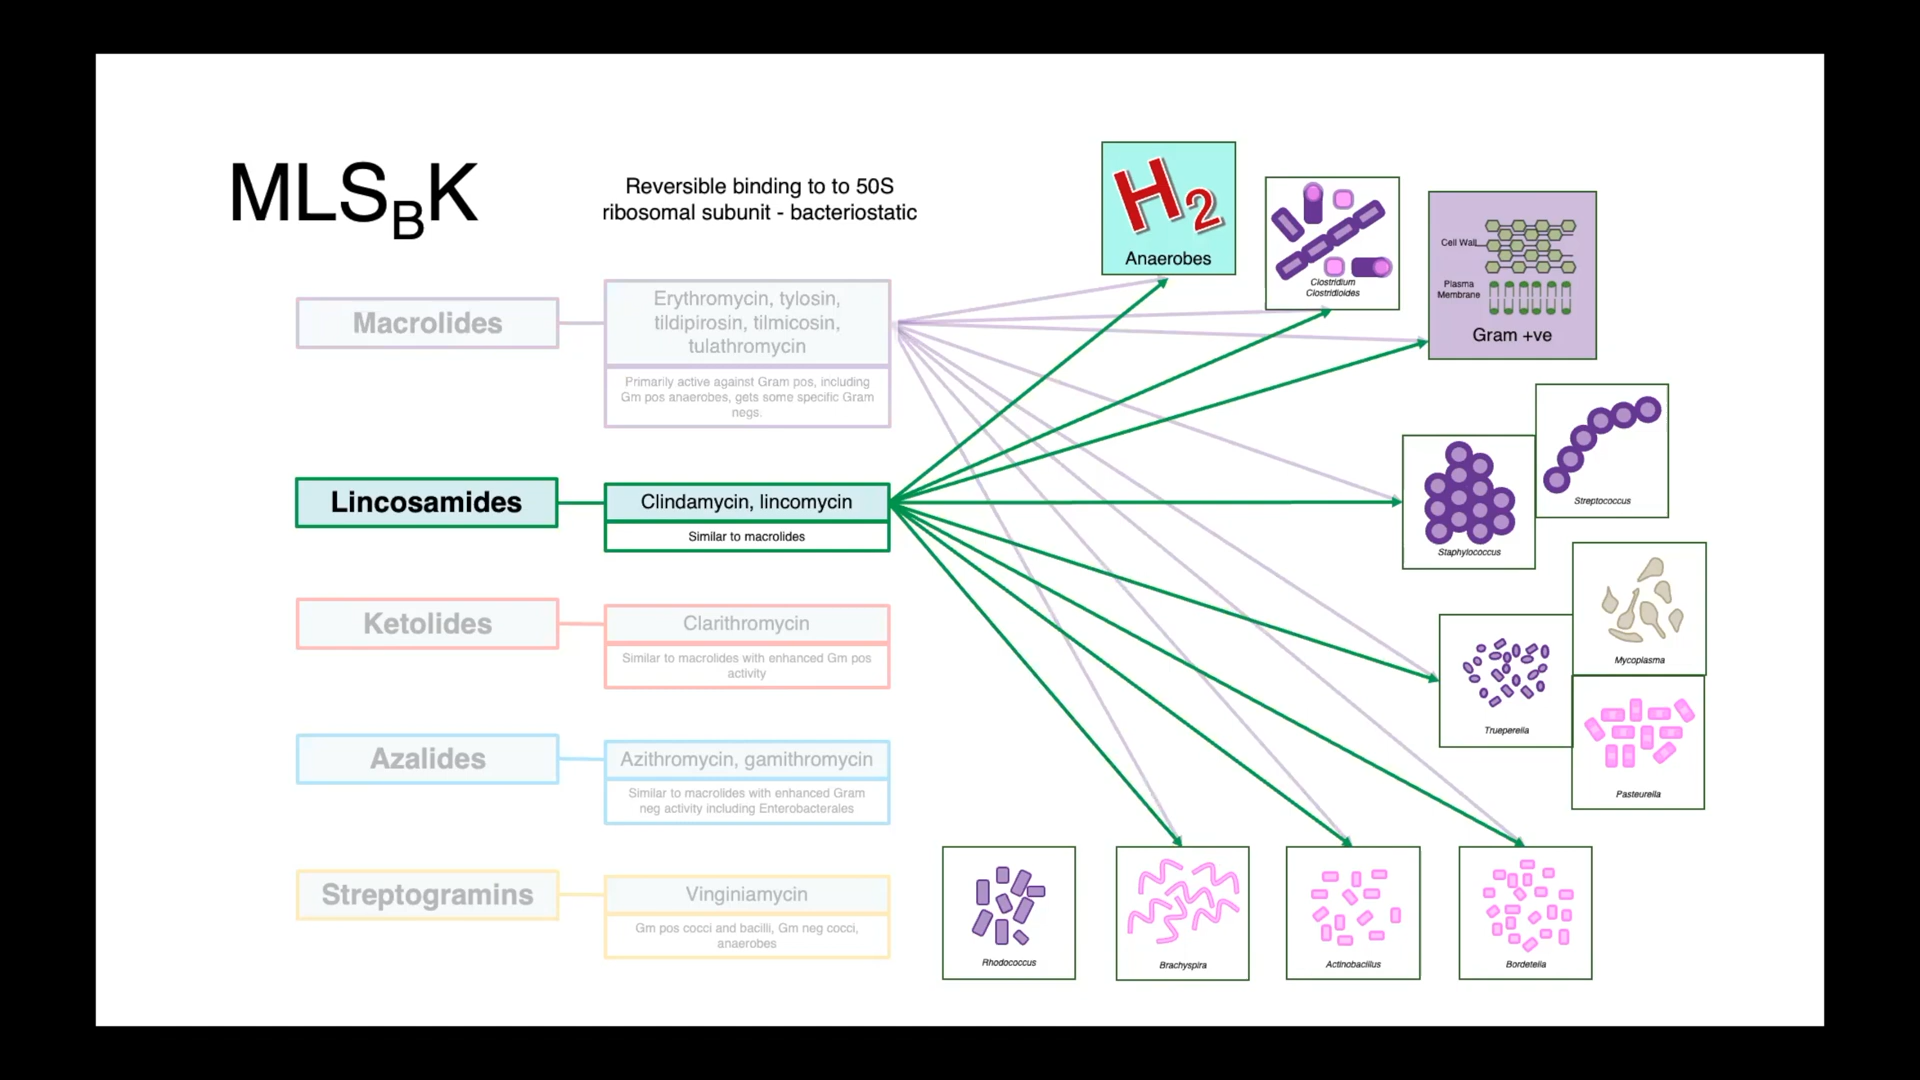 MLSBK
Reversible binding to to 50S
ribosomal subunit - bacteriostatic
Macrolides
Erythromycin, tylosin,
tildipirosin, tilmicosin,
tulathromycin
Primarily active against Gram pos, including
Gm pos anaerobes, gets some specific Gram
negs.
Lincosamides
Clindamycin, lincomycin
Similar to macrolides
Ketolides
Clarithromycin
Similar to macrolides with enhanced Gm pos
activity
Azalides
Azithromycin, gamithromycin
Similar to macrolides with enhanced Gram
neg activity including Enterobacterales
Streptogramins
Vinginiamycin
Gm pos cocci and bacilli, Gm neg cocci,
anaerobes
H2
Anaerobes
Clostridium
Clostridioides
Cell Wall
Plasma
Membrane
Gram +ve
Streptococcus
Staphylococcus
Mycoplasma
Trueperella
Pasteurella
Rhodococcus
Brachyspira
Actinobacillus
Bordetella